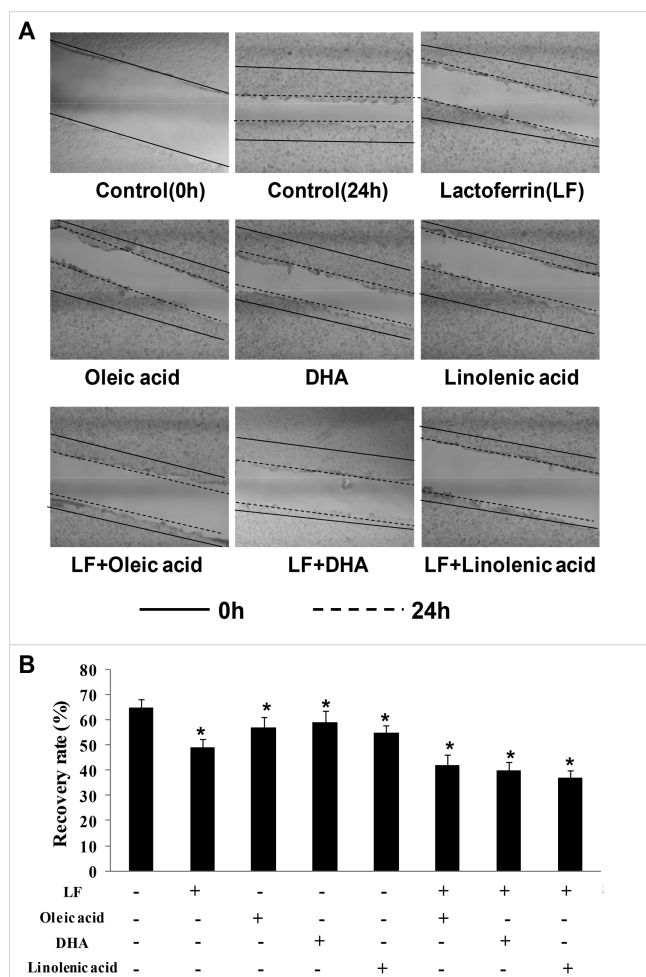 A
Control(0h) Control(24h) Lactoferrin(LF)
Oleic acid DHA Linolenic acid
LF+Oleic acid LF+DHA LF+Linolenic acid
0h 24h
B
Recovery rate (%)
80
70
60
50
40
30
20
10
0
* * * * * * *
LF - + - - - + + +
Oleic acid - - + - - + - -
DHA - - - + - - + -
Linolenic acid - - - - + - - +